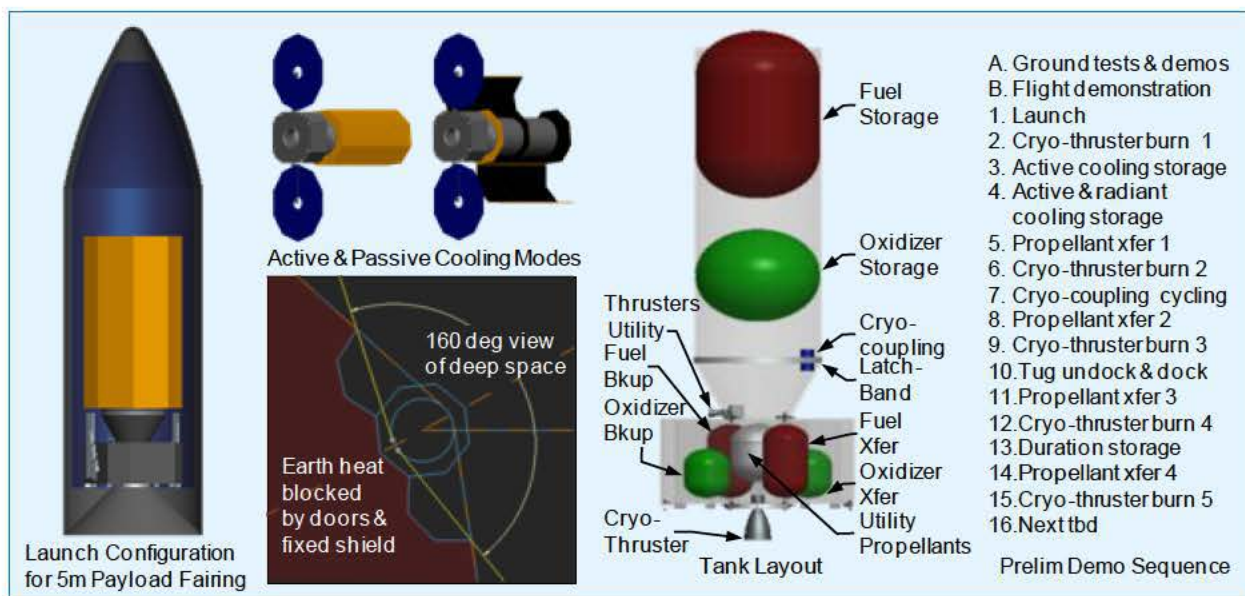 Launch Configuration
for 5m Payload Fairing
Active & Passive Cooling Modes
160 deg view
of deep space
Earth heat
blocked
by doors &
fixed shield
Fuel
Storage
Oxidizer
Storage
Thrusters
Utility
Fuel
Bkup
Oxidizer
Bkup
Cryo-
coupling
Latch-
Band
Fuel
Xfer
Oxidizer
Xfer
Utility
Propellants
Cryo-
Thruster
Tank Layout
A. Ground tests & demos
B. Flight demonstration
1. Launch
2. Cryo-thruster burn 1
3. Active cooling storage
4. Active & radiant
cooling storage
5. Propellant xfer 1
6. Cryo-thruster burn 2
7. Cryo-coupling cycling
8. Propellant xfer 2
9. Cryo-thruster burn 3
10. Tug undock & dock
11. Propellant xfer 3
12. Cryo-thruster burn 4
13. Duration storage
14. Propellant xfer 4
15. Cryo-thruster burn 5
16. Next tbd
Prelim Demo Sequence